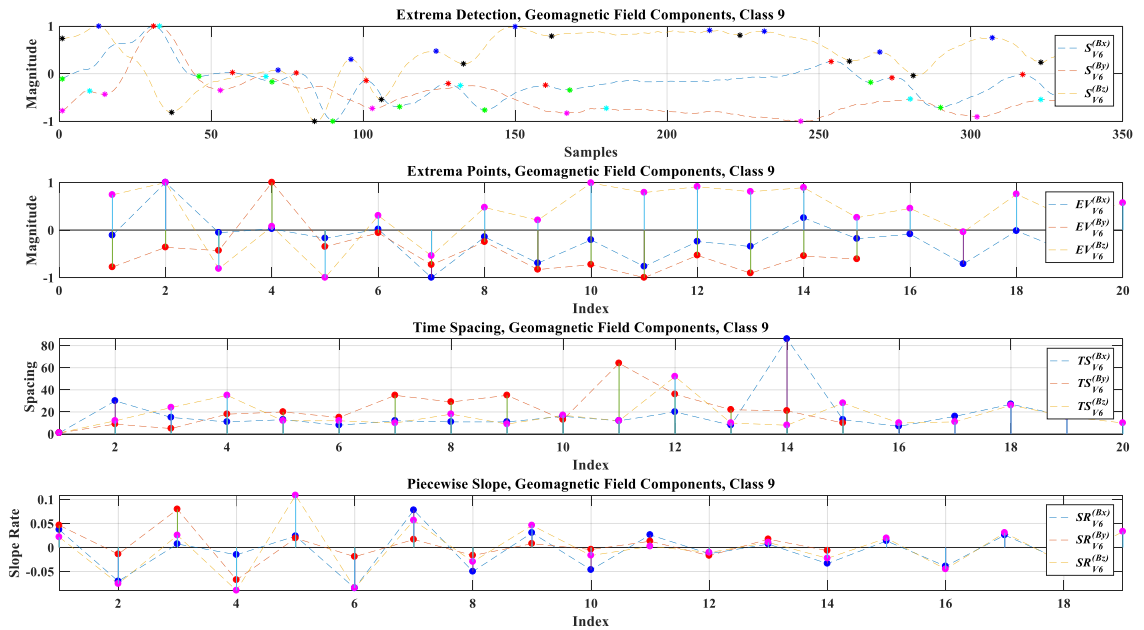 Extrema Detection, Geomagnetic Field Components, Class 9
Magnitude
1
0
-1
0
50
100
150
200
250
300
350
Samples
S_{V6}^{(Bx)}
S_{V6}^{(By)}
S_{V6}^{(Bz)}
Extrema Points, Geomagnetic Field Components, Class 9
Magnitude
1
0
-1
0
2
4
6
8
10
12
14
16
18
20
Index
EV_{V6}^{(Bx)}
EV_{V6}^{(By)}
EV_{V6}^{(Bz)}
Time Spacing, Geomagnetic Field Components, Class 9
Spacing
80
60
40
20
0
2
4
6
8
10
12
14
16
18
20
Index
TS_{V6}^{(Bx)}
TS_{V6}^{(By)}
TS_{V6}^{(Bz)}
Piecewise Slope, Geomagnetic Field Components, Class 9
Slope Rate
0.1
0.05
0
-0.05
2
4
6
8
10
12
14
16
18
Index
SR_{V6}^{(Bx)}
SR_{V6}^{(By)}
SR_{V6}^{(Bz)}